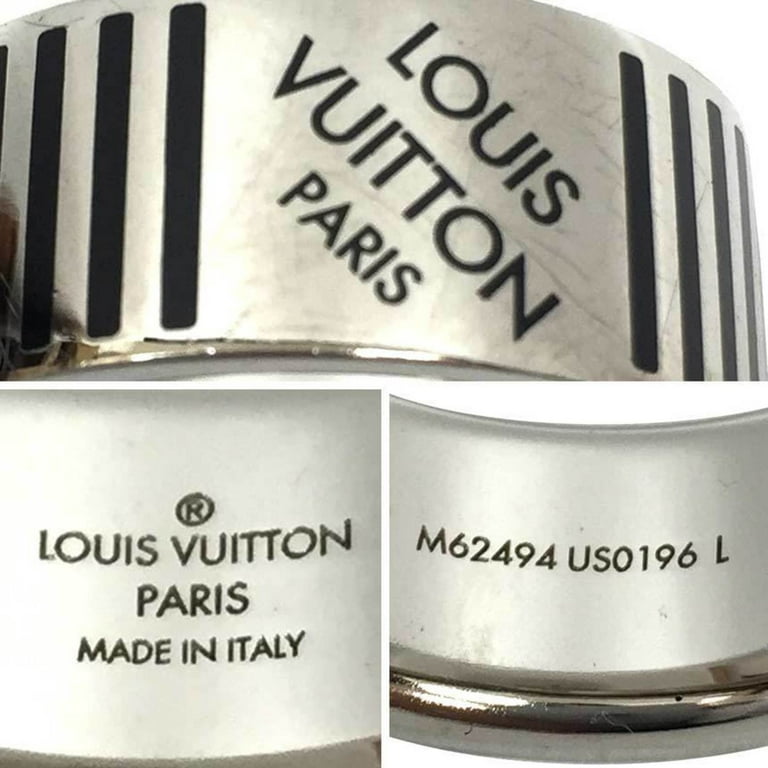 LOUIS
VUITTON
PARIS
®
LOUIS VUITTON
PARIS
MADE IN ITALY
M62494 US0196 L